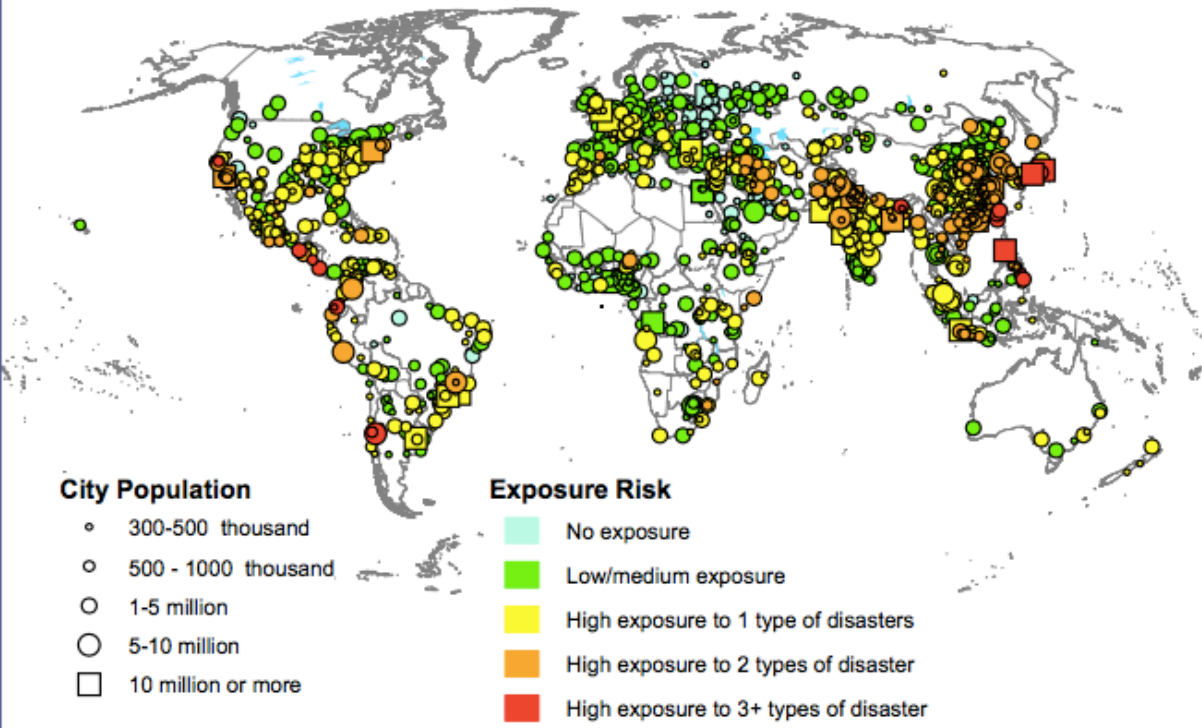 City Population
300-500 thousand
500 - 1000 thousand
1-5 million
5-10 million
10 million or more
Exposure Risk
No exposure
Low/medium exposure
High exposure to 1 type of disasters
High exposure to 2 types of disaster
High exposure to 3+ types of disaster